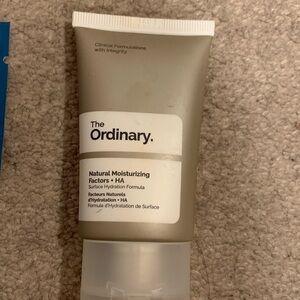 Clinical Formulations
with Integrity.
The
Ordinary.
Natural Moisturizing
Factors + HA
Surface Hydration Formula
Facteurs Naturels
d'Hydratation + HA
Formule d'Hydratation de Surface